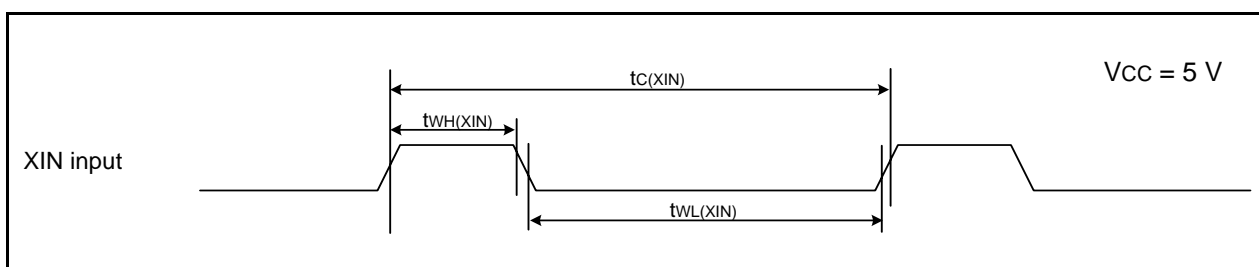 VCC = 5 V
tC(XIN)
tWH(XIN)
XIN input
tWL(XIN)